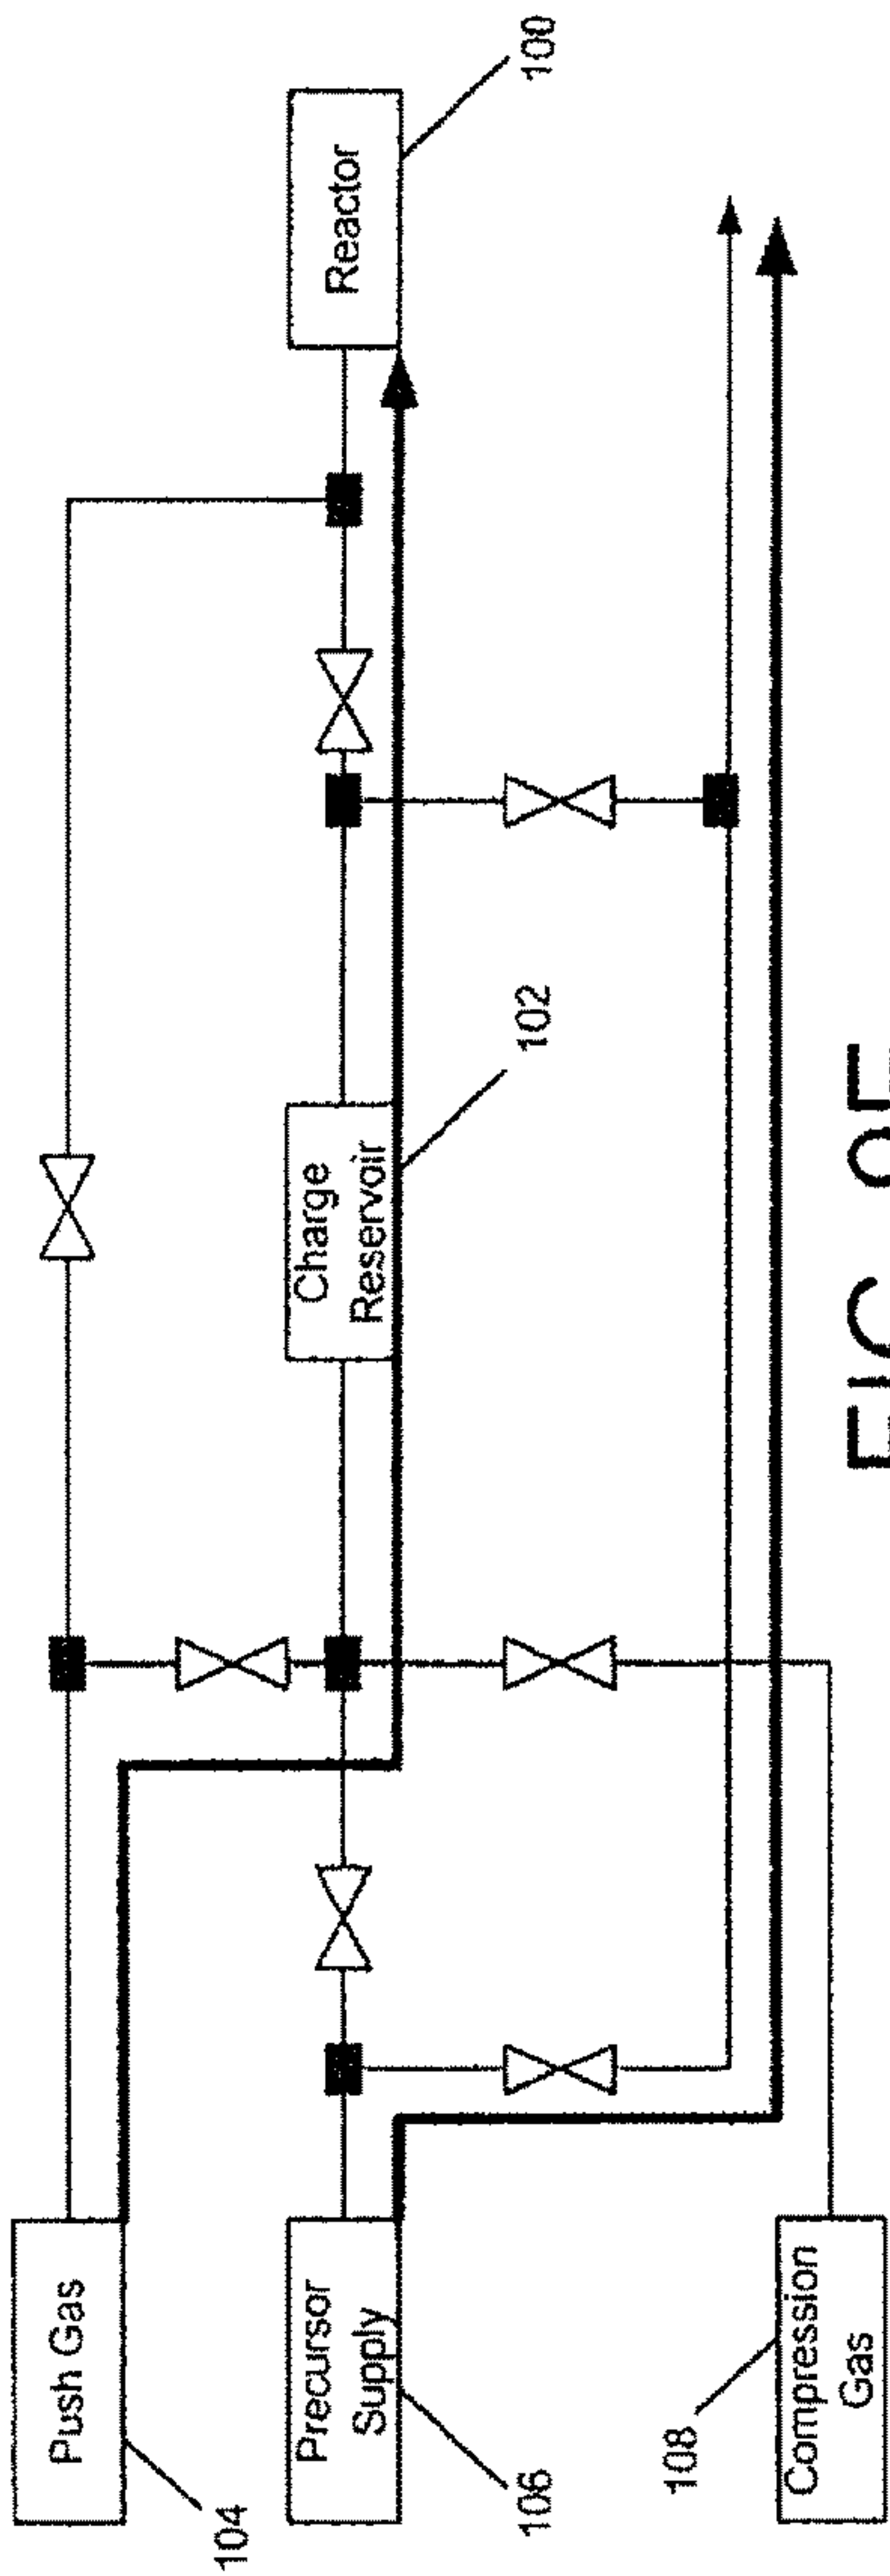 Push Gas
104
Precursor
Supply
106
Compression
Gas
108
Charge
Reservoir
102
Reactor
100